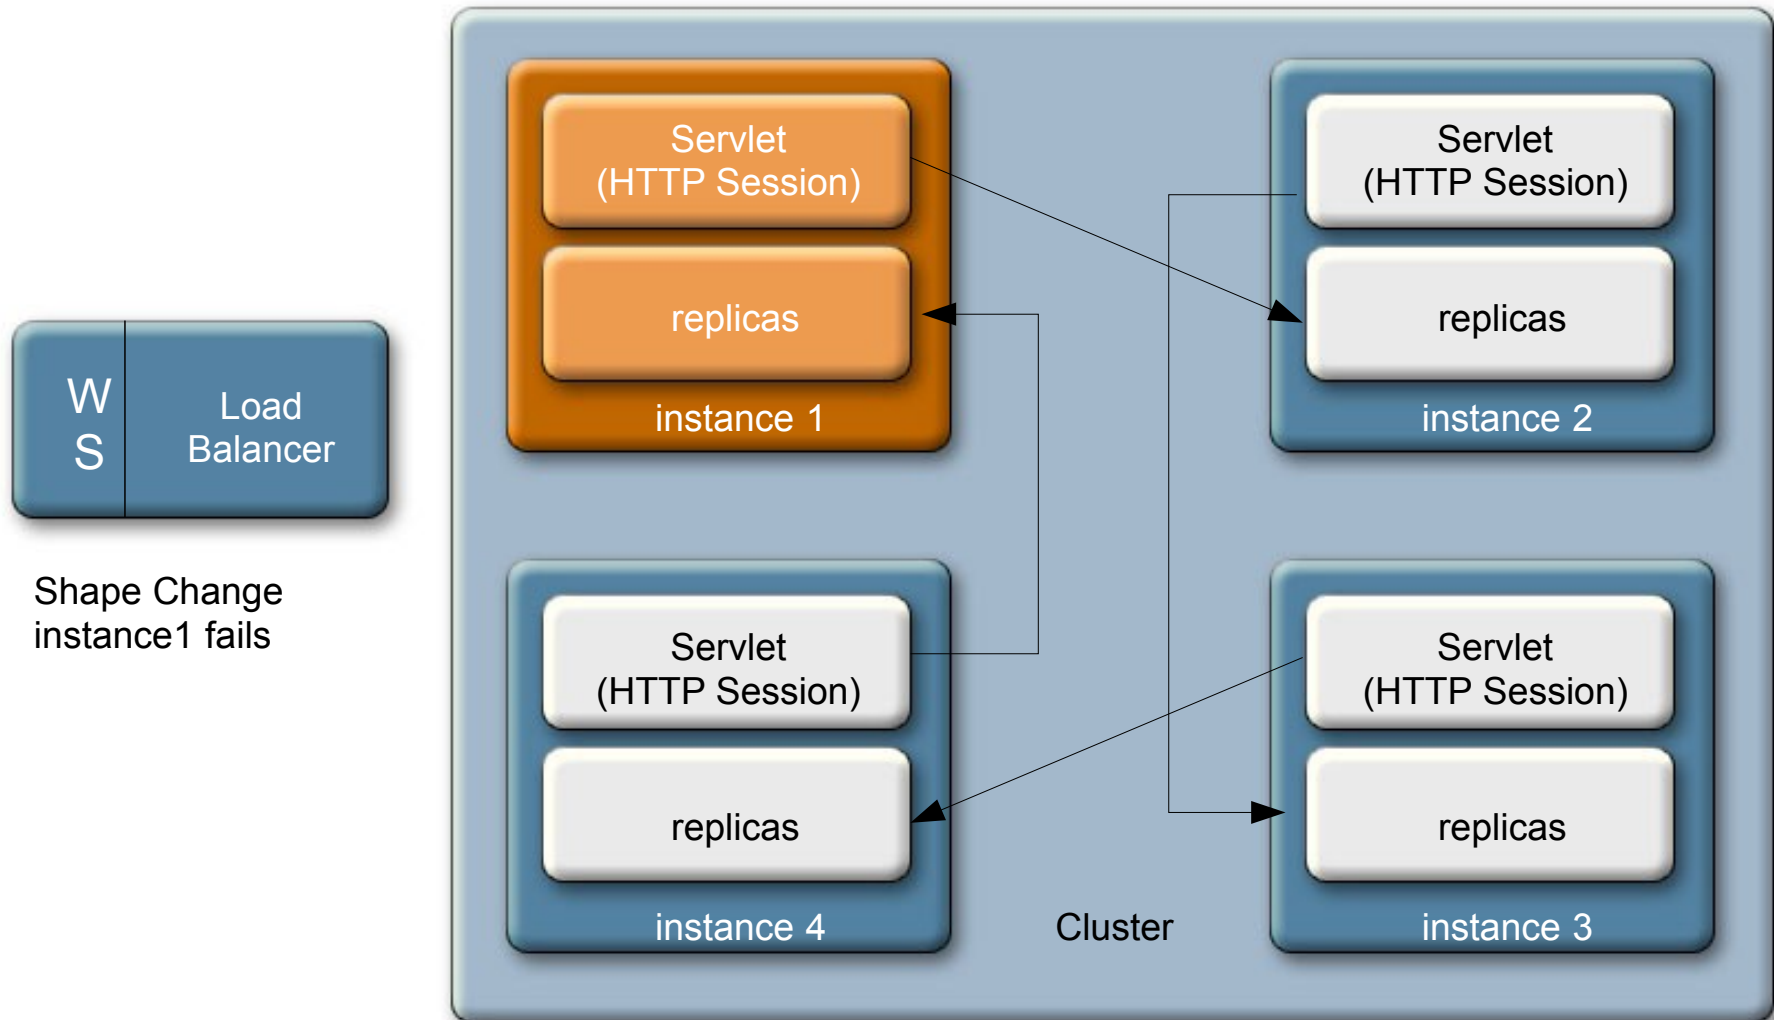 Servlet
(HTTP Session)
replicas
instance 1
Servlet
(HTTP Session)
replicas
instance 2
W
S
Load
Balancer
Shape Change
instance1 fails
Servlet
(HTTP Session)
replicas
instance 4
Cluster
Servlet
(HTTP Session)
replicas
instance 3